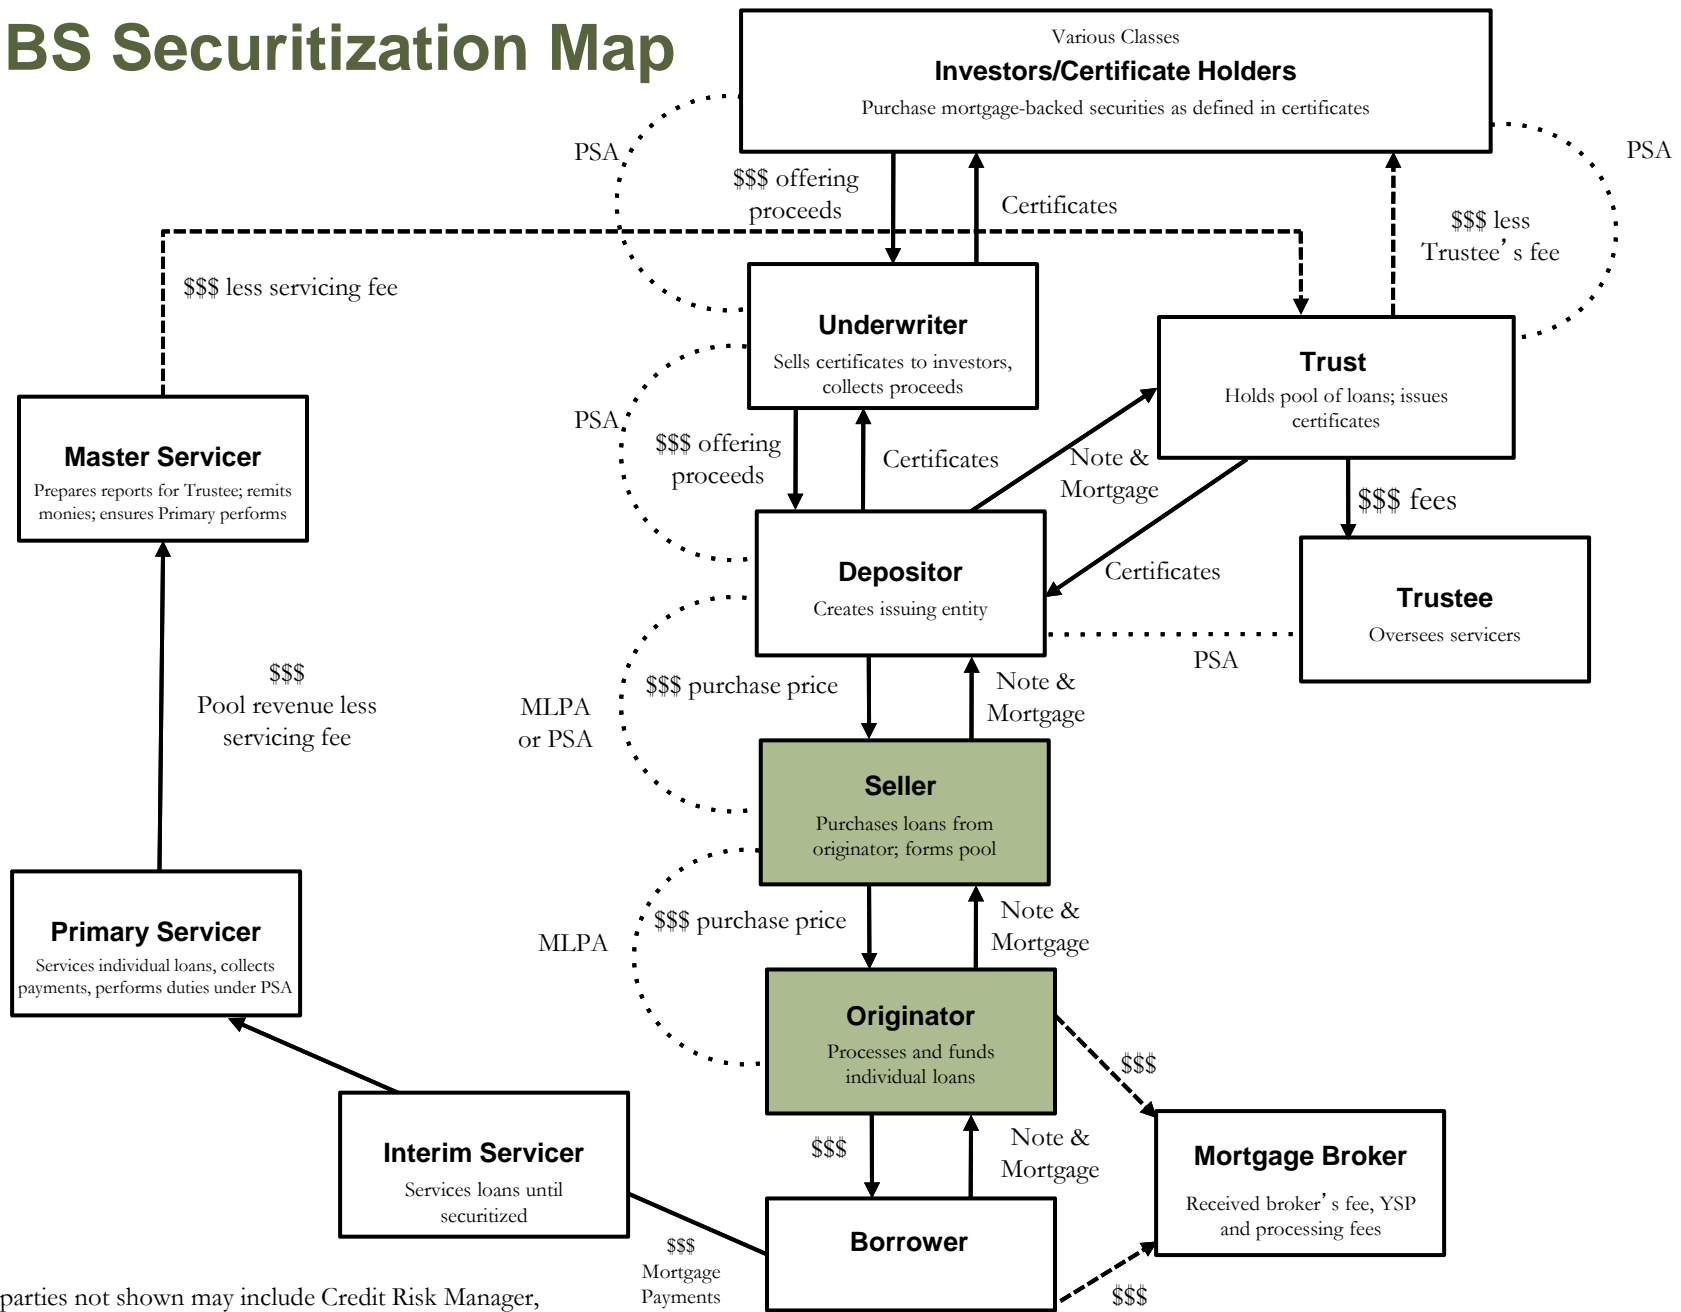 BS Securitization Map
Various Classes
Investors/Certificate Holders
Purchase mortgage-backed securities as defined in certificates
PSA
PSA
$$$ offering
proceeds
Certificates
$$$ less
Trustee's fee
$$$ less servicing fee
Underwriter
Sells certificates to investors,
collects proceeds
Trust
Holds pool of loans; issues
certificates
Master Servicer
Prepares reports for Trustee; remits
monies; ensures Primary performs
PSA
$$$ offering
proceeds
Certificates
Note &
Mortgage
$$$ fees
Depositor
Creates issuing entity
Certificates
Trustee
Oversees servicers
PSA
$$$
Pool revenue less
servicing fee
MLPA
or PSA
$$$ purchase price
Note &
Mortgage
Seller
Purchases loans from
originator; forms pool
Primary Servicer
Services individual loans, collects
payments, performs duties under PSA
MLPA
$$$ purchase price
Note &
Mortgage
Originator
Processes and funds
individual loans
$$$
Interim Servicer
Services loans until
securitized
$$$
Note &
Mortgage
Mortgage Broker
Received broker's fee, YSP
and processing fees
Borrower
$$$
Mortgage
Payments
$$$
parties not shown may include Credit Risk Manager,